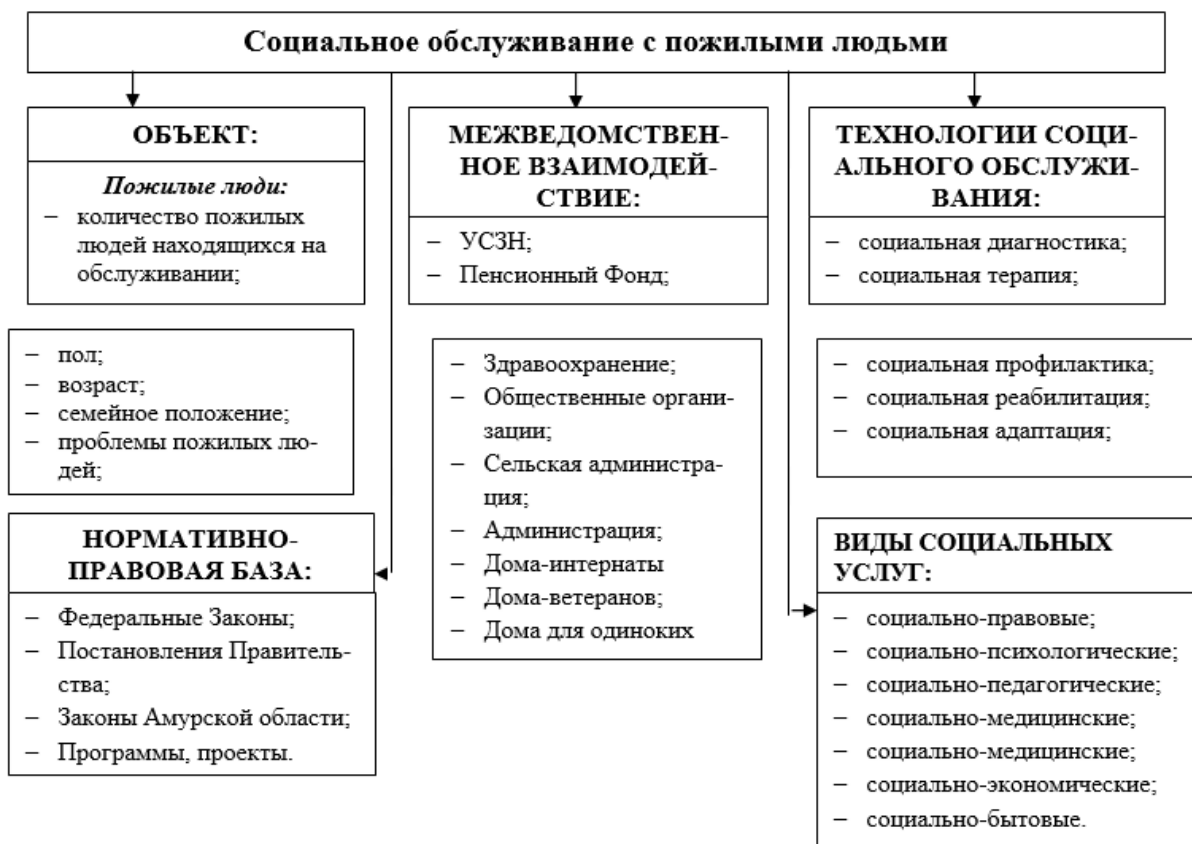 Социальное обслуживание с пожилыми людьми
ОБЪЕКТ:
Пожилые люди:
– количество пожилых
людей находящихся на
обслуживании;
– пол;
– возраст;
– семейное положение;
– проблемы пожилых лю-
дей;
НОРМАТИВНО-
ПРАВОВАЯ БАЗА:
– Федеральные Законы;
– Постановления Правитель-
ства;
– Законы Амурской области;
– Программы, проекты.
МЕЖВЕДОМСТВЕН-
НОЕ ВЗАИМОДЕЙ-
СТВИЕ:
– УСЗН;
– Пенсионный Фонд;
– Здравоохранение;
– Общественные органи-
зации;
– Сельская администра-
ция;
– Администрация;
– Дома-интернаты
– Дома-ветеранов;
– Дома для одиноких
ТЕХНОЛОГИИ СОЦИ-
АЛЬНОГО ОБСЛУЖИ-
ВАНИЯ:
– социальная диагностика;
– социальная терапия;
– социальная профилактика;
– социальная реабилитация;
– социальная адаптация;
ВИДЫ СОЦИАЛЬНЫХ
УСЛУГ:
– социально-правовые;
– социально-психологические;
– социально-педагогические;
– социально-медицинские;
– социально-медицинские;
– социально-экономические;
– социально-бытовые.